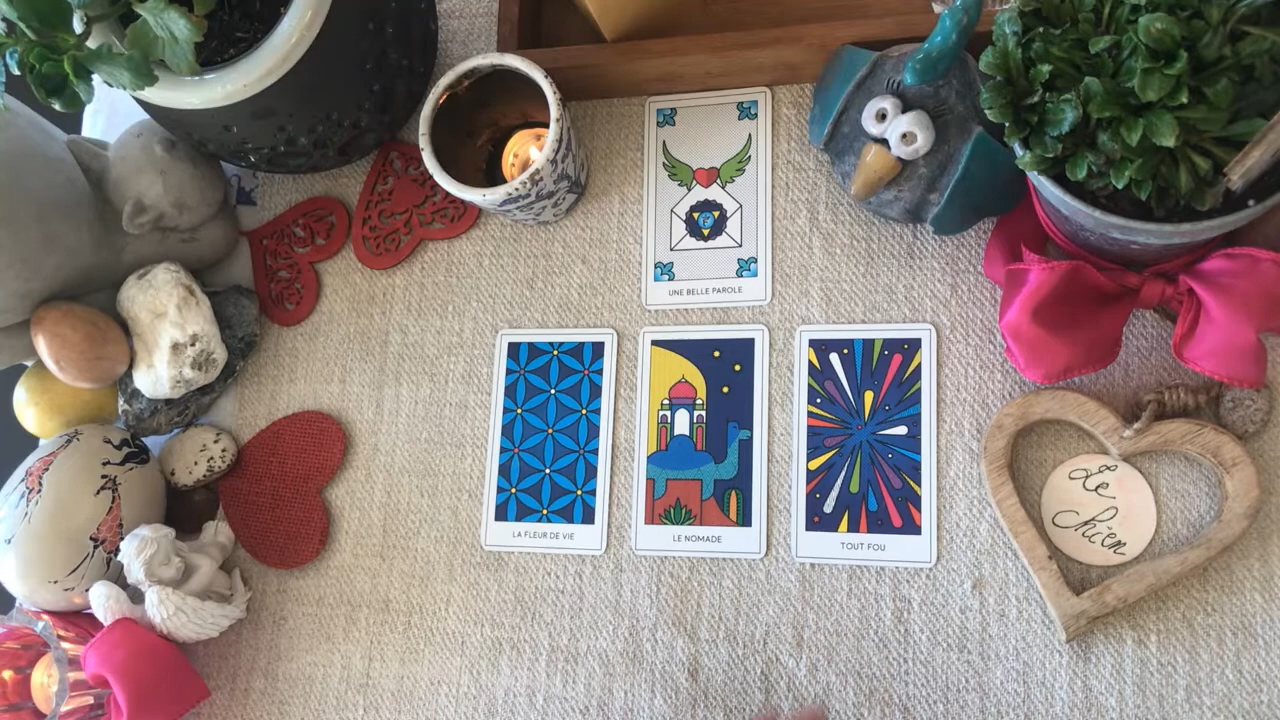 UNE BELLE PAROLE
LA FLEUR DE VIE
LE NOMADE
TOUT FOU
Le
chien